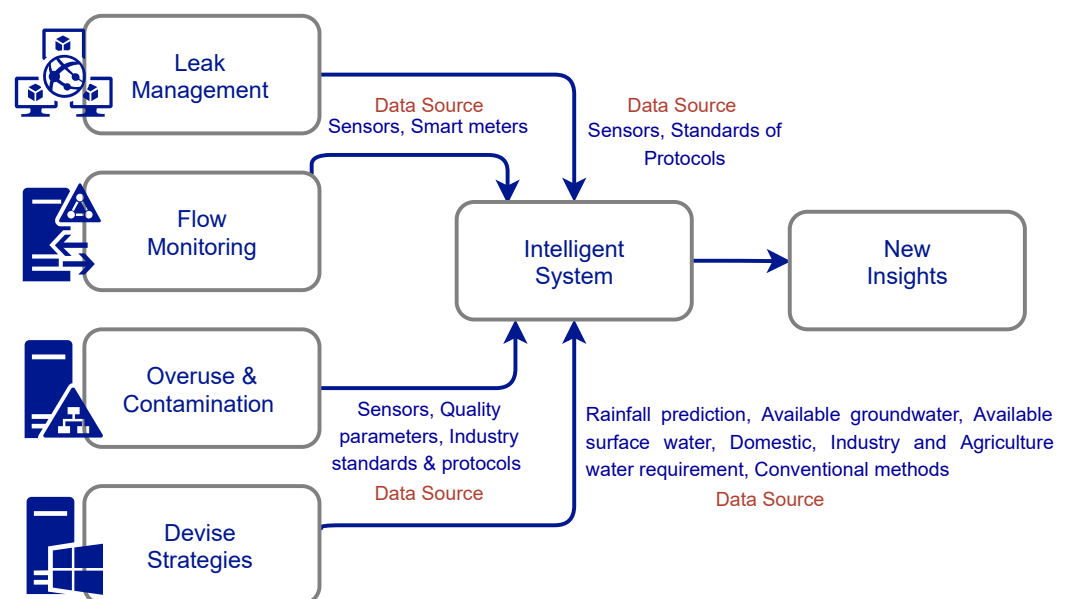 Leak
Management
Data Source
Sensors, Smart meters
Data Source
Sensors, Standards of
Protocols
Flow
Monitoring
Intelligent
System
New
Insights
Overuse &
Contamination
Sensors, Quality
parameters, Industry
standards & protocols
Data Source
Rainfall prediction, Available groundwater, Available
surface water, Domestic, Industry and Agriculture
water requirement, Conventional methods
Data Source
Devise
Strategies